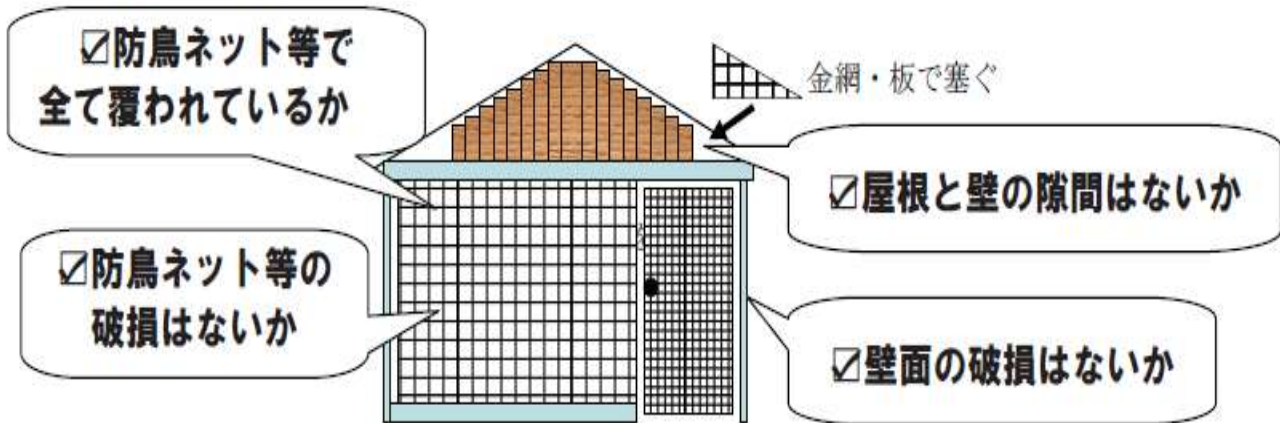 ☑防鳥ネット等で
全て覆われているか
金網・板で塞ぐ
☑屋根と壁の隙間はないか
☑防鳥ネット等の
破損はないか
☑壁面の破損はないか